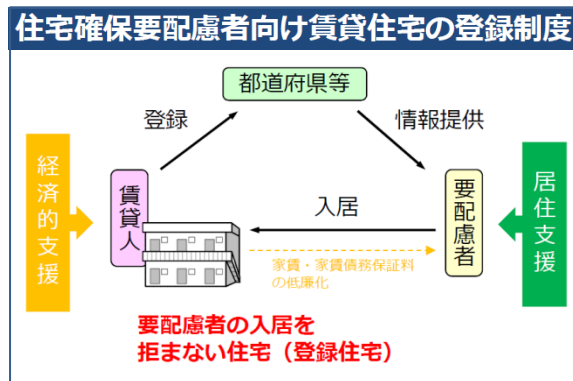 住宅確保要配慮者向け賃貸住宅の登録制度
都道府県等
登録
情報提供
経済的支援
賃貸人
入居
要配慮者
居住支援
家賃・家賃債務保証料
の低廉化
要配慮者の入居を
拒まない住宅（登録住宅）